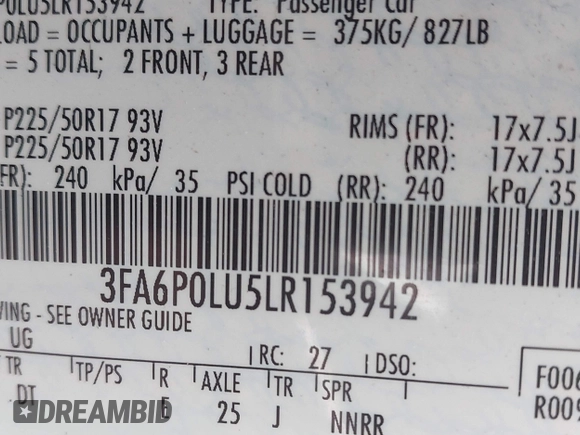 P0LU5LR153942 TYPE: Passenger Car
LOAD = OCCUPANTS + LUGGAGE = 375KG/ 827LB
= 5 TOTAL; 2 FRONT, 3 REAR
P225/50R17 93V RIMS (FR): 17x7.5J
P225/50R17 93V (RR): 17x7.5J
FR): 240 kPa/ 35 PSI COLD (RR): 240 kPa/ 35
3FA6P0LU5LR153942
WING - SEE OWNER GUIDE
UG RC: 27 DSO:
TR TP/PS R AXLE TR SPR F006
DT 5 25 J NNRR R009
DREAMBID